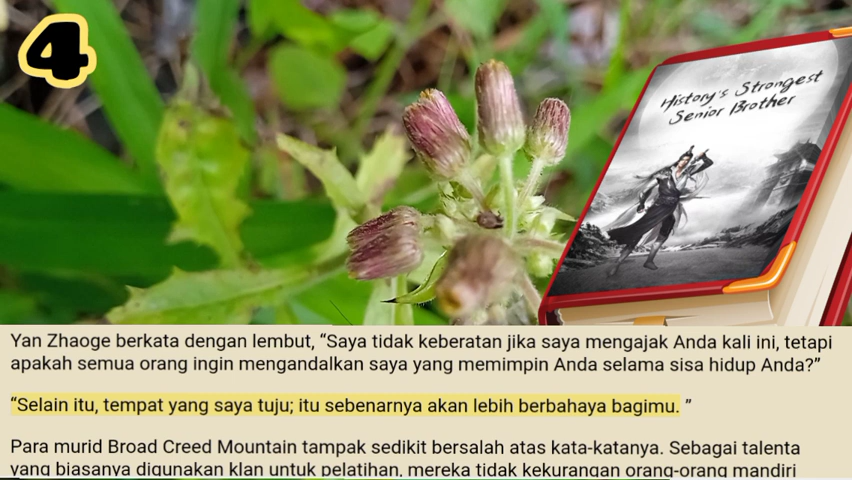 4
History's Strongest
Senior Brother
Yan Zhaoge berkata dengan lembut, “Saya tidak keberatan jika saya mengajak Anda kali ini, tetapi
apakah semua orang ingin mengandalkan saya yang memimpin Anda selama sisa hidup Anda?”
“Selain itu, tempat yang saya tuju; itu sebenarnya akan lebih berbahaya bagimu. ”
Para murid Broad Creed Mountain tampak sedikit bersalah atas kata-katanya. Sebagai talenta
yang biasanya digunakan klan untuk pelatihan, mereka tidak kekurangan orang-orang mandiri